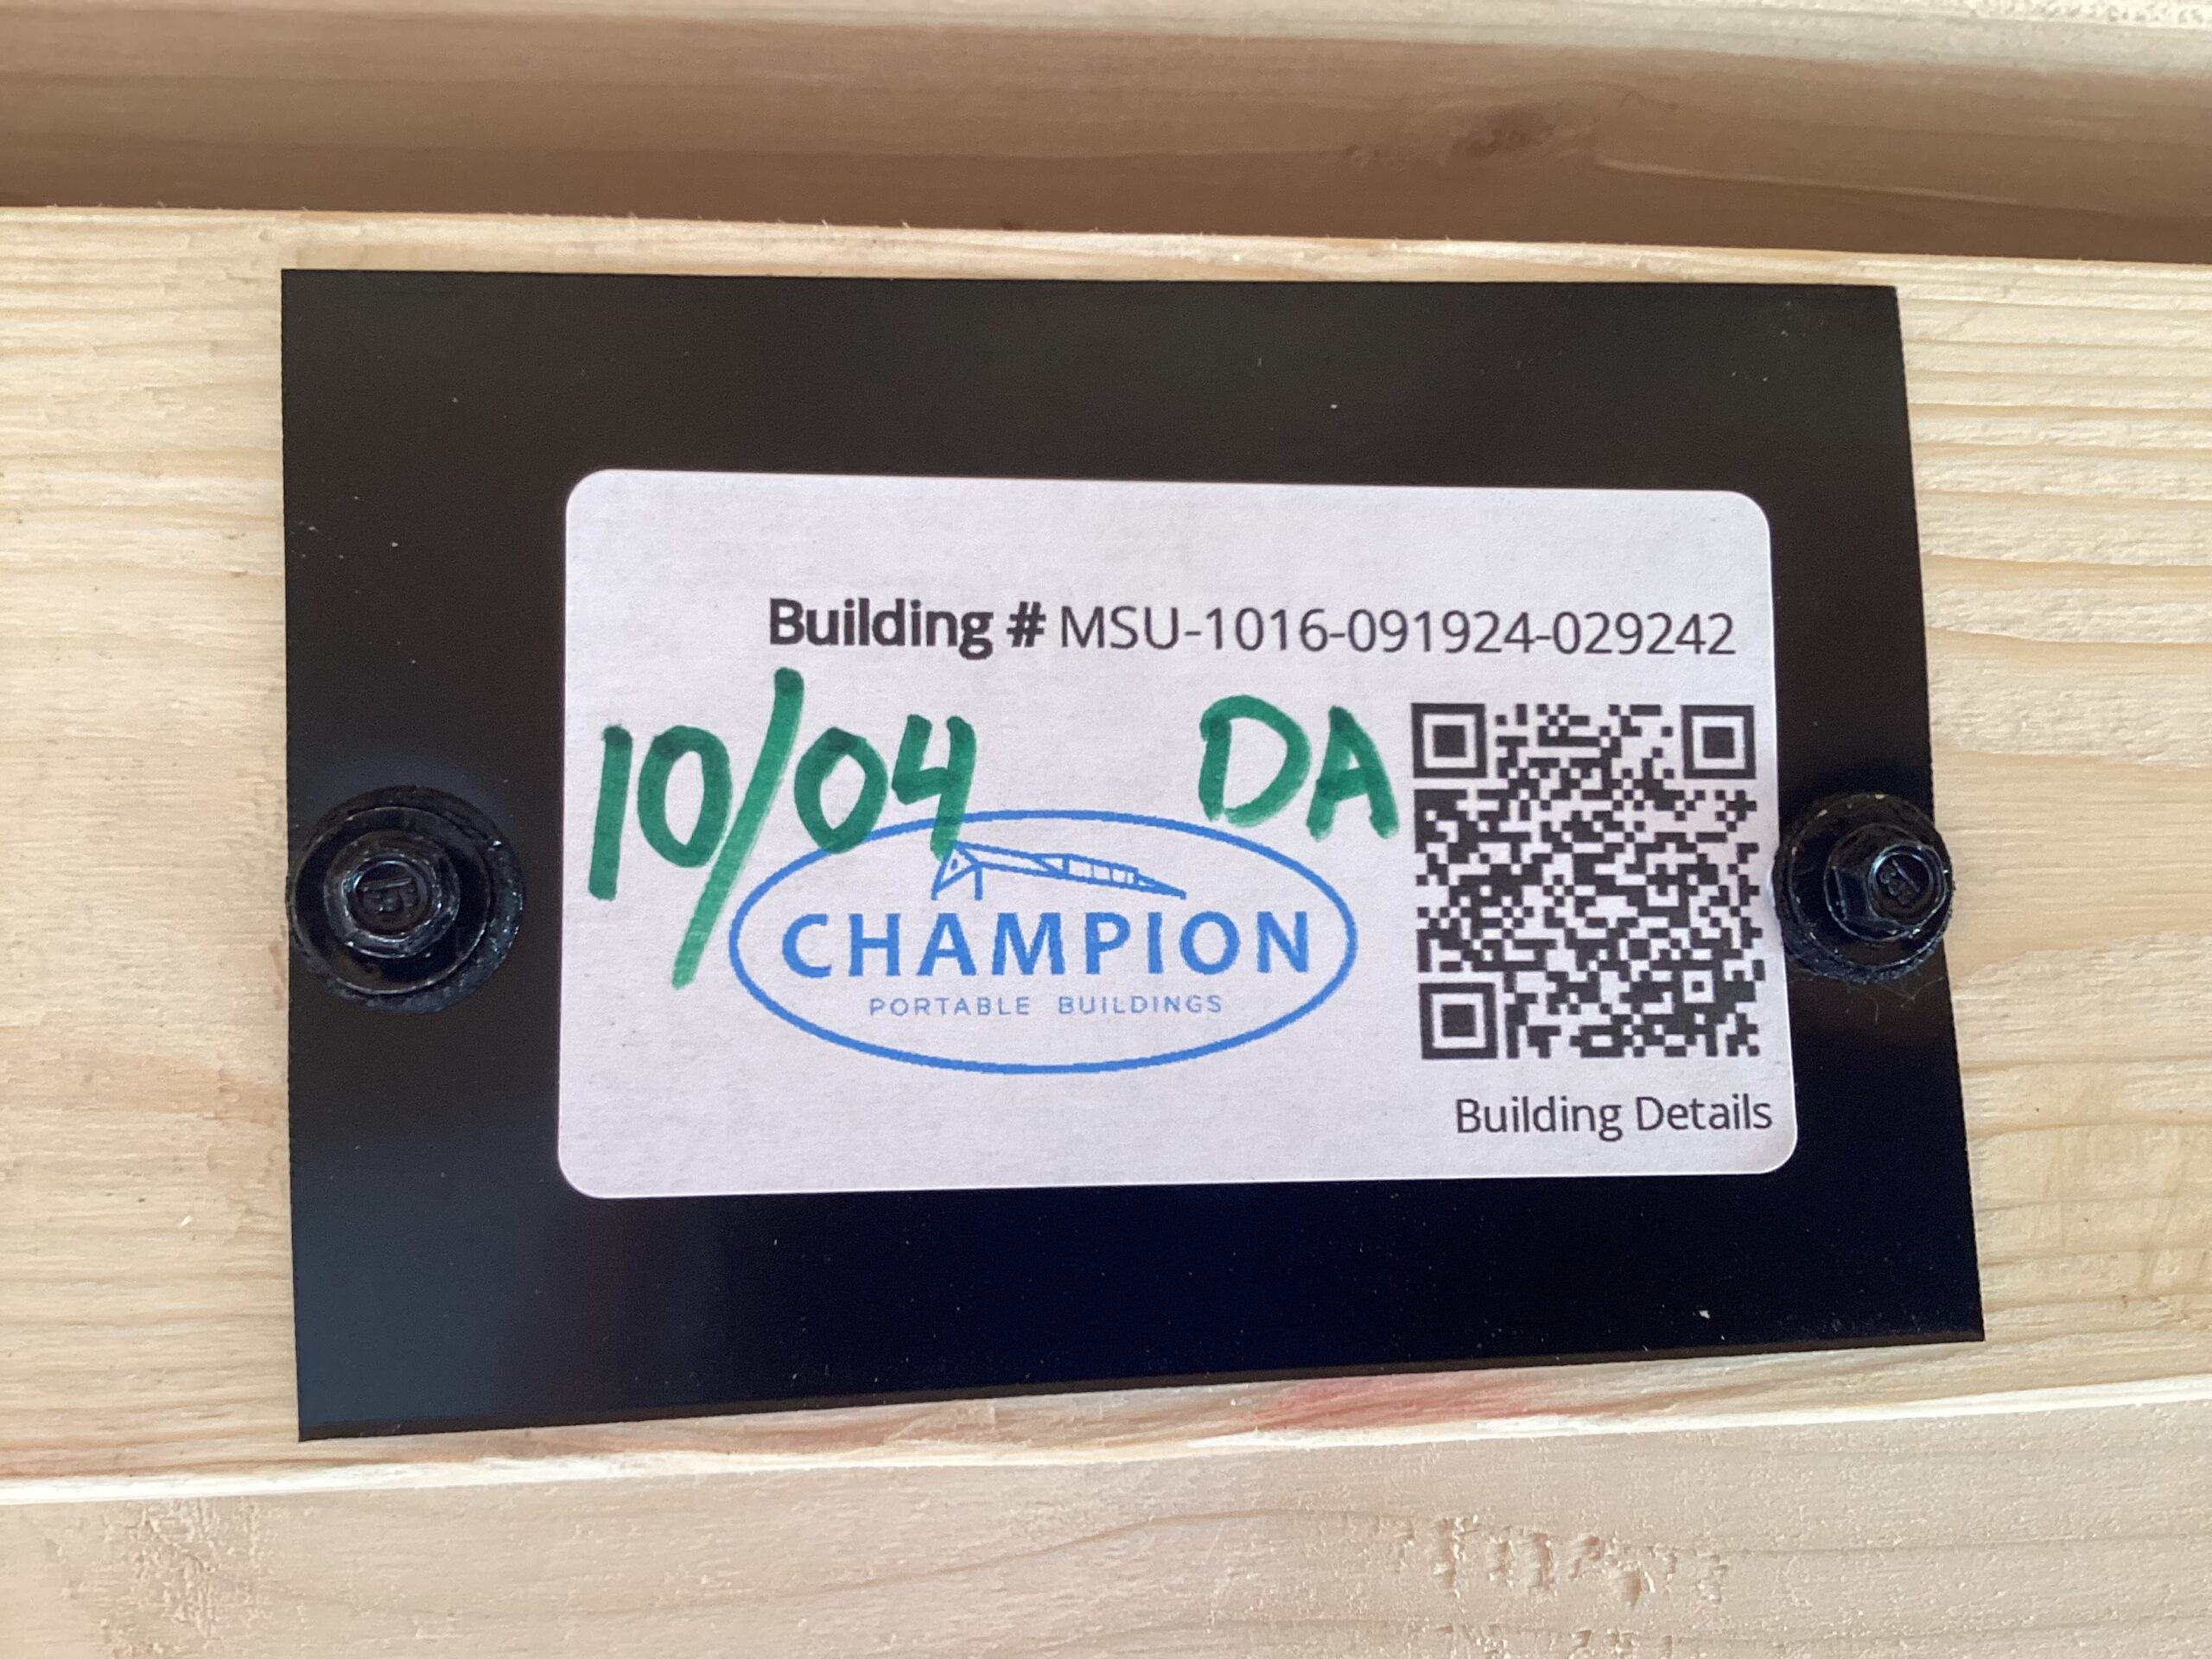 Building # MSU-1016-091924-029242
10/04 DA
CHAMPION
PORTABLE BUILDINGS
Building Details